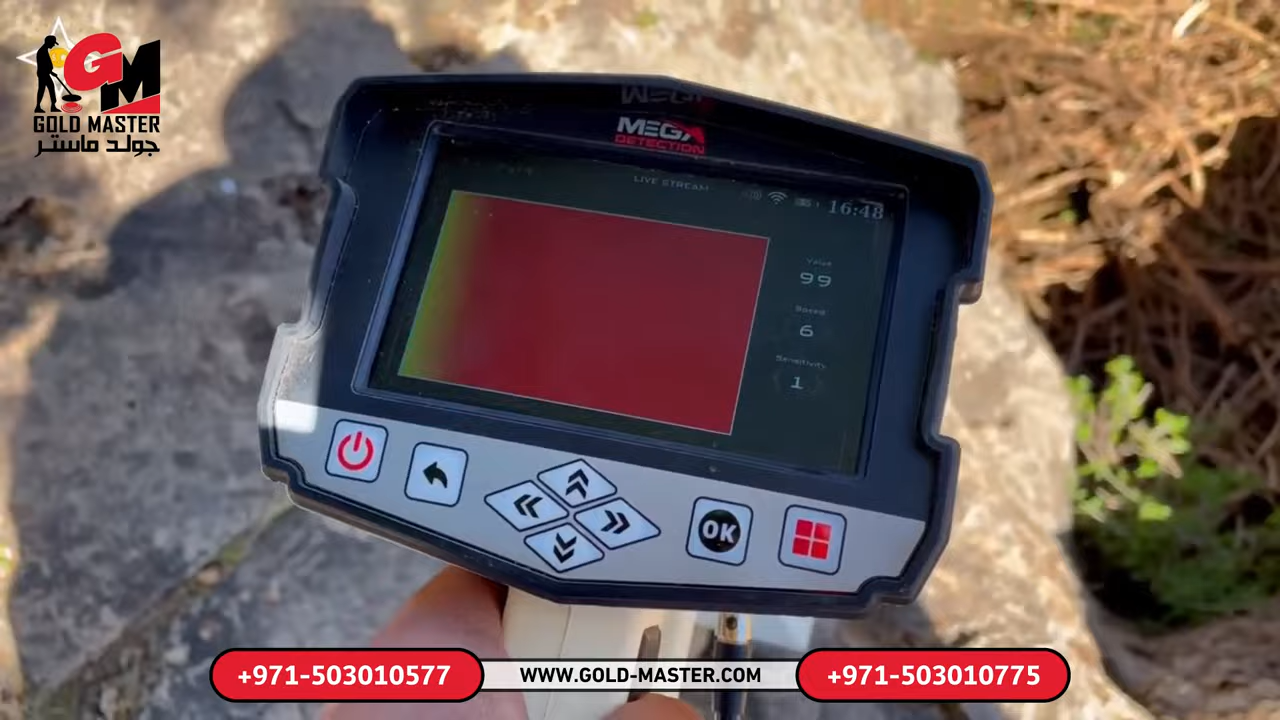 GM
GOLD MASTER
جولد ماستر
MEGA
DETECTION
LIVE STREAM
16:48
Value
99
Speed
6
Sensitivity
1
OK
+971-503010577
WWW.GOLD-MASTER.COM
+971-503010775